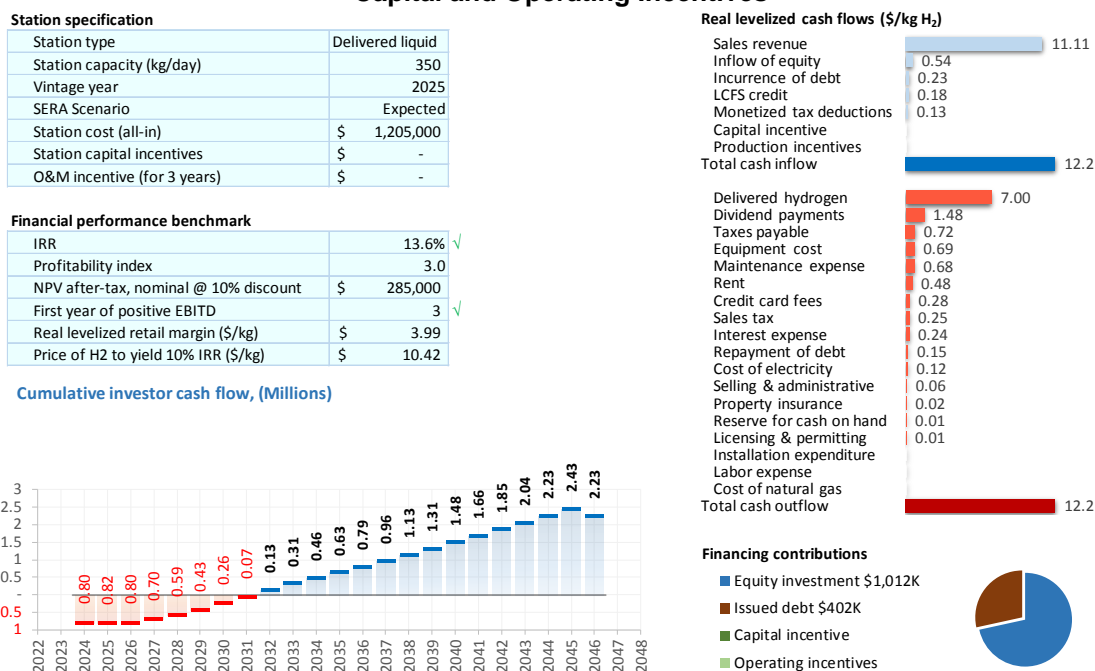 Capital and Operating Incentives
Station specification
Station type Delivered liquid
Station capacity (kg/day) 350
Vintage year 2025
SERA Scenario Expected
Station cost (all-in) $ 1,205,000
Station capital incentives $ -
O&M incentive (for 3 years) $ -
Financial performance benchmark
IRR 13.6% √
Profitability index 3.0
NPV after-tax, nominal @ 10% discount $ 285,000
First year of positive EBITD 3 √
Real levelized retail margin ($/kg) $ 3.99
Price of H2 to yield 10% IRR ($/kg) $ 10.42
Cumulative investor cash flow, (Millions)
3
2.5
2
1.5
1
0.5
-
0.5
1
0.80 0.82 0.80 0.70 0.59 0.43 0.26 0.07 0.13 0.31 0.46 0.63 0.79 0.96 1.13 1.31 1.48 1.66 1.85 2.04 2.23 2.43 2.23
2022 2023 2024 2025 2026 2027 2028 2029 2030 2031 2032 2033 2034 2035 2036 2037 2038 2039 2040 2041 2042 2043 2044 2045 2046 2047 2048
Real levelized cash flows ($/kg H₂)
Sales revenue 11.11
Inflow of equity 0.54
Incurrence of debt 0.23
LCFS credit 0.18
Monetized tax deductions 0.13
Capital incentive
Production incentives
Total cash inflow 12.2
Delivered hydrogen 7.00
Dividend payments 1.48
Taxes payable 0.72
Equipment cost 0.69
Maintenance expense 0.68
Rent 0.48
Credit card fees 0.28
Sales tax 0.25
Interest expense 0.24
Repayment of debt 0.15
Cost of electricity 0.12
Selling & administrative 0.06
Property insurance 0.02
Reserve for cash on hand 0.01
Licensing & permitting 0.01
Installation expenditure
Labor expense
Cost of natural gas
Total cash outflow 12.2
Financing contributions
Equity investment $1,012K
Issued debt $402K
Capital incentive
Operating incentives